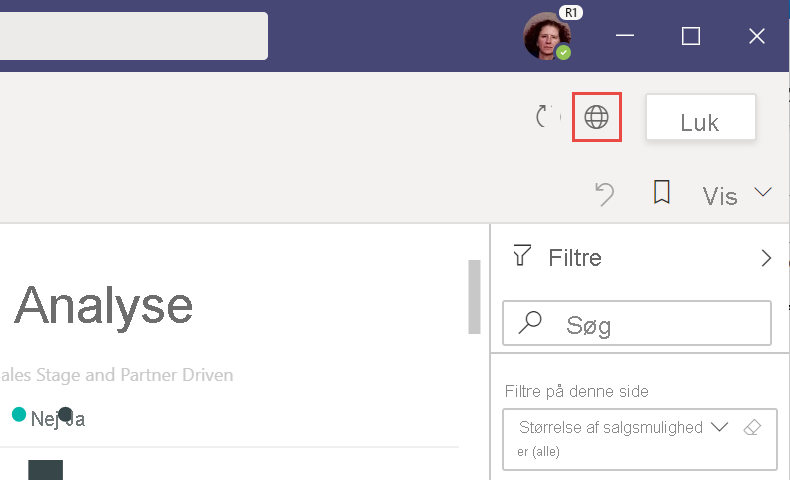 R1
Luk
Vis
Filtre
Analyse
Søg
ales Stage and Partner Driven
Filtre på denne side
Nej Ja
Størrelse af salgsmulighed
er (alle)